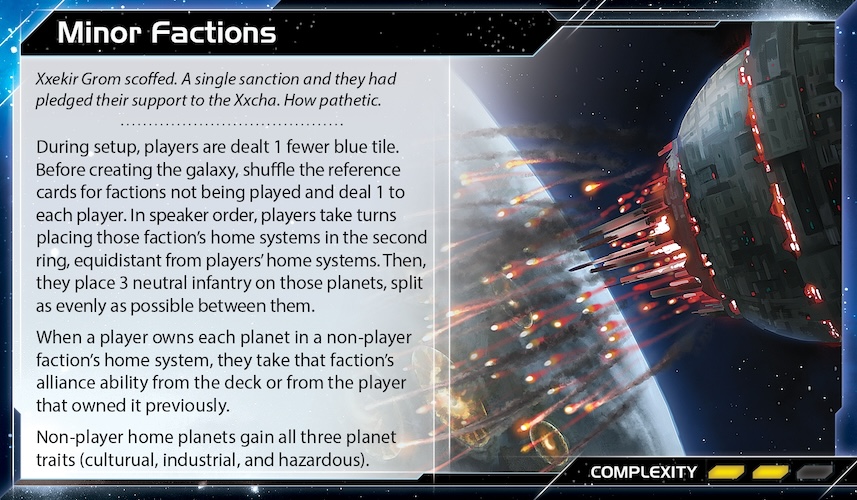 Minor Factions
Xxekir Grom scoffed. A single sanction and they had
pledged their support to the Xxcha. How pathetic.
During setup, players are dealt 1 fewer blue tile.
Before creating the galaxy, shuffle the reference
cards for factions not being played and deal 1 to
each player. In speaker order, players take turns
placing those faction's home systems in the second
ring, equidistant from players' home systems. Then,
they place 3 neutral infantry on those planets, split
as evenly as possible between them.
When a player owns each planet in a non-player
faction's home system, they take that faction's
alliance ability from the deck or from the player
that owned it previously.
Non-player home planets gain all three planet
traits (culturual, industrial, and hazardous).
COMPLEXITY